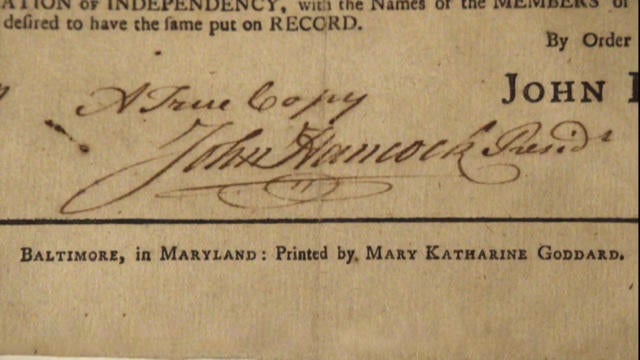 ATION OF INDEPENDENCY, with the Names of the MEMBERS of
desired to have the same put on RECORD.
By Order
JOHN
A True Copy
John Hancock Presidt
BALTIMORE, in MARYLAND: Printed by MARY KATHARINE GODDARD.